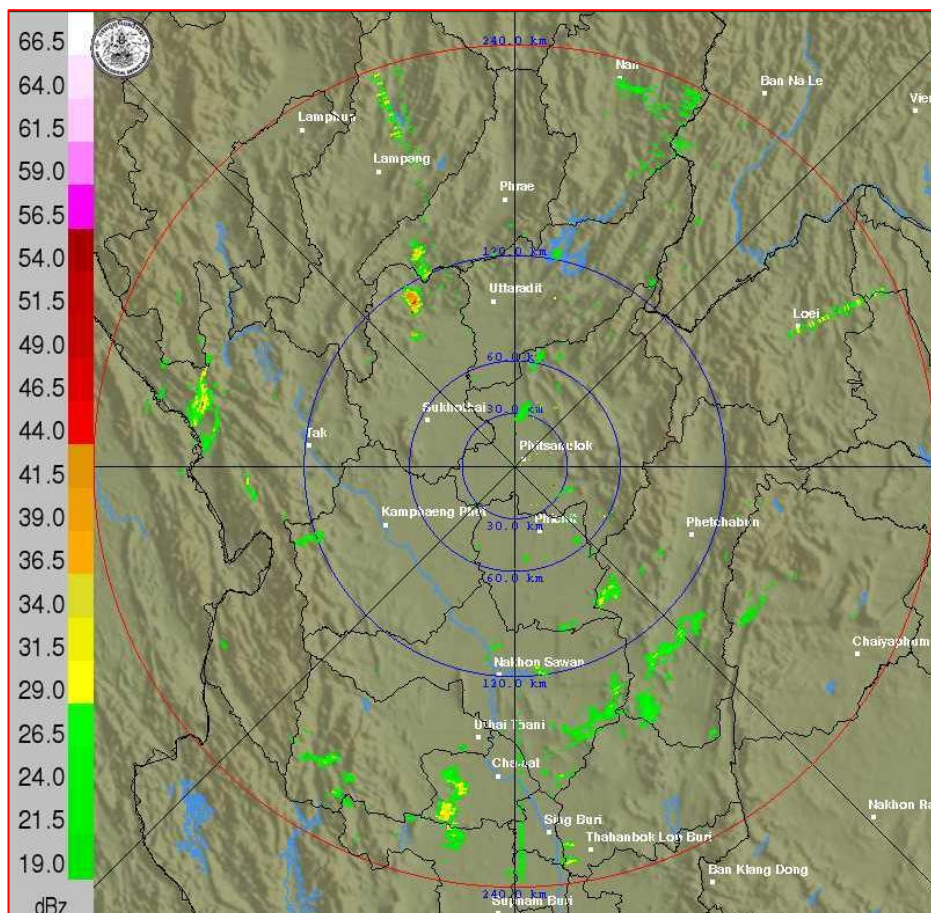 66.5
64.0
61.5
59.0
56.5
54.0
51.5
49.0
46.5
44.0
41.5
39.0
36.5
34.0
31.5
29.0
26.5
24.0
21.5
19.0
dBz
240.0 km
Nan
Ban Na Le
Vien
Lamphun
Lampang
Phrae
120.0 km
Uttaradit
Loei
60.0 km
30.0 km
Sukhothai
Tak
Phitsanulok
Kamphaeng Phet
30.0 km
Phichit
Phetchabun
60.0 km
Chaiyaphum
Nakhon Sawan
120.0 km
Uthai Thani
Chainat
Nakhon Ra
Sing Buri
Thahanbok Lop Buri
Ban Klang Dong
240.0 km
Suphan Buri